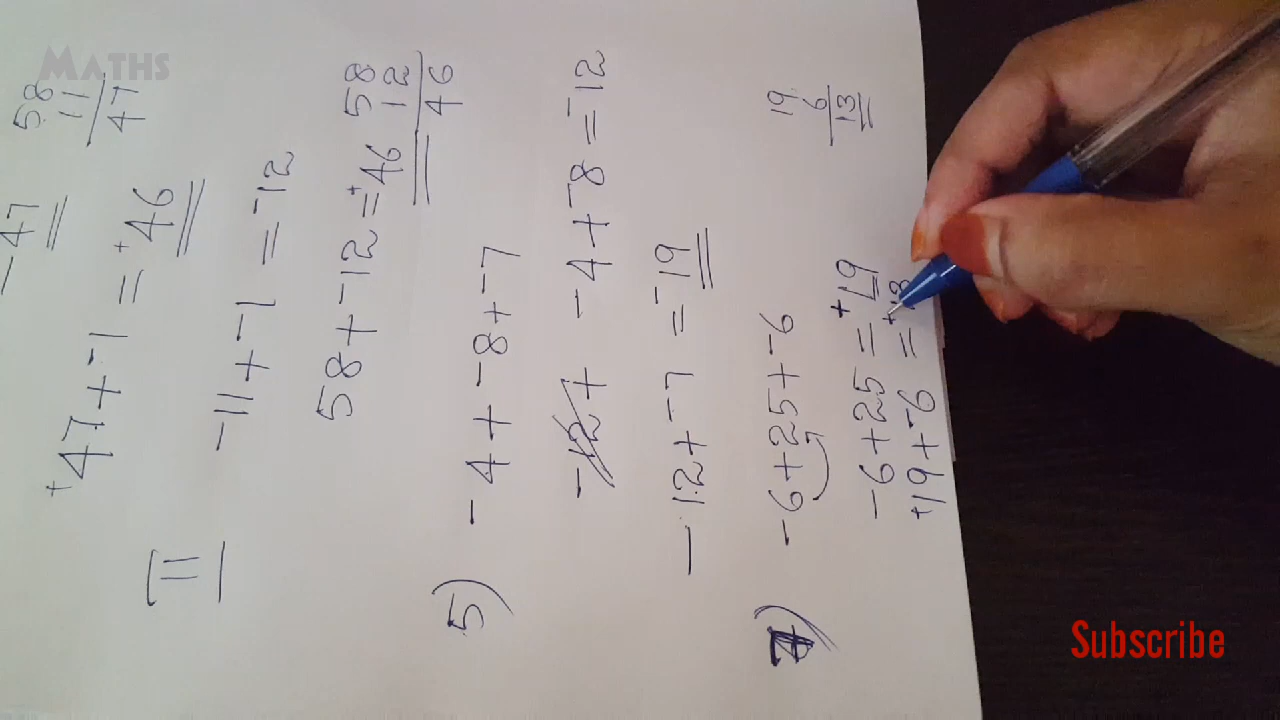 MATHS
-47
58
11
47
+47 + -1 = +46
II
-11 + -1 = -12
58 + -12 = +46
58
12
46
5) -4 + -8 + -7
-4 + -8 = -12
-12 + -7 = -19
7) -6 + 25 + -6
-6 + 25 = +19
19
6
13
+19 + -6 = +13
Subscribe